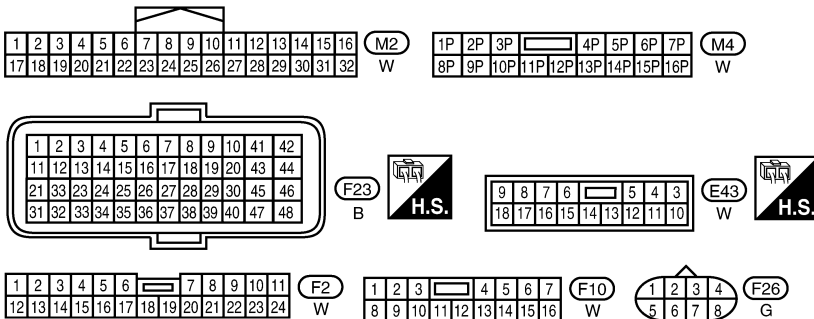 1 2 3 4 5 6 7 8 9 10 11 12 13 14 15 16
17 18 19 20 21 22 23 24 25 26 27 28 29 30 31 32
M2
W
1P 2P 3P 4P 5P 6P 7P
8P 9P 10P 11P 12P 13P 14P 15P 16P
M4
W
1 2 3 4 5 6 7 8 9 10 41 42
11 12 13 14 15 16 17 18 19 20 43 44
21 33 23 24 25 26 27 28 29 30 45 46
31 32 33 34 35 36 37 38 39 40 47 48
F23
B
H.S.
9 8 7 6 5 4 3
18 17 16 15 14 13 12 11 10
E43
W
H.S.
1 2 3 4 5 6 7 8 9 10 11
12 13 14 15 16 17 18 19 20 21 22 23 24
F2
W
1 2 3 4 5 6 7
8 9 10 11 12 13 14 15 16
F10
W
1 2 3 4
5 6 7 8
F26
G